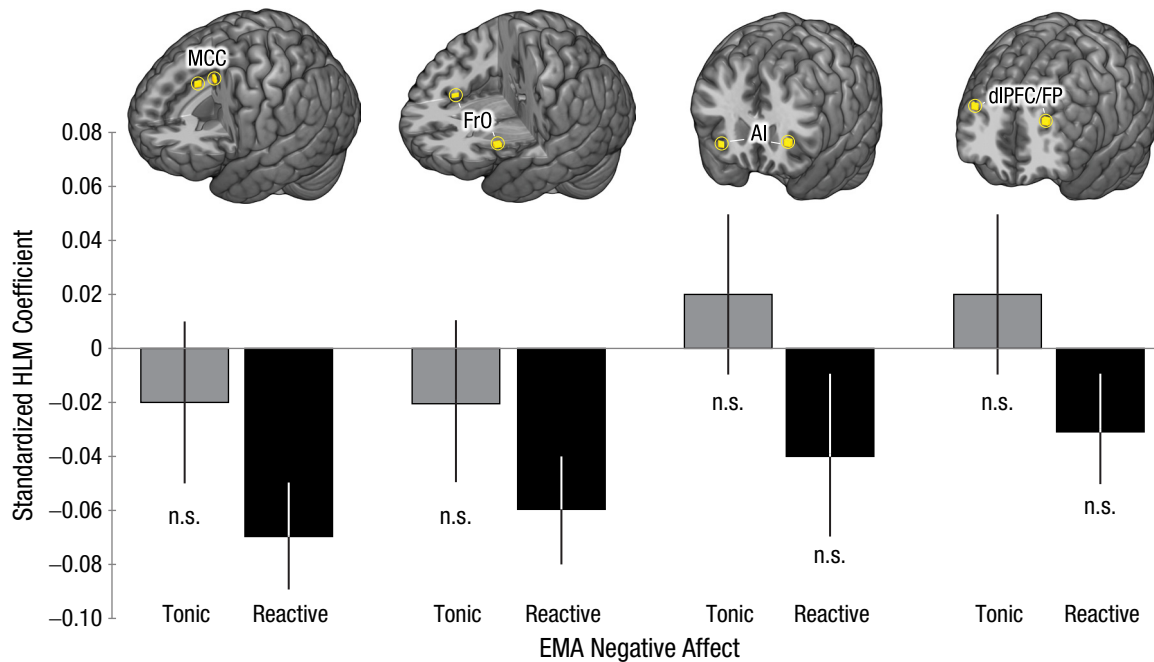 MCC
FrO
AI
dlPFC/FP
0.08
0.06
0.04
0.02
0
−0.02
−0.04
−0.06
−0.08
−0.10
Standardized HLM Coefficient
n.s.
n.s.
n.s.
n.s.
n.s.
n.s.
Tonic Reactive Tonic Reactive Tonic Reactive Tonic Reactive
EMA Negative Affect